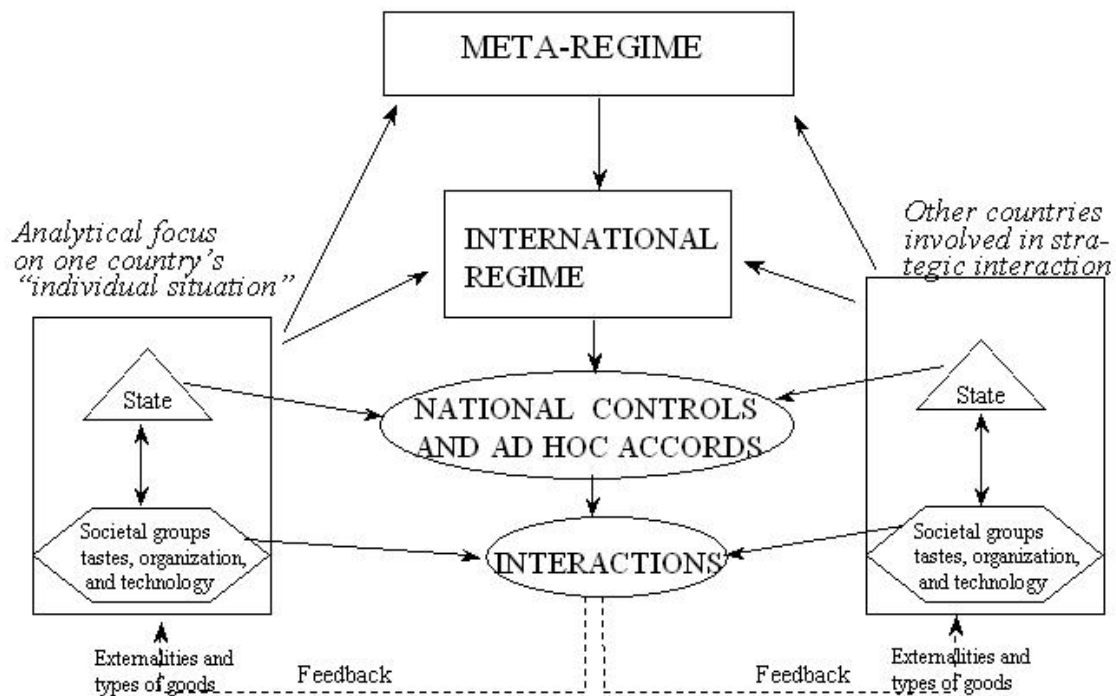 META-REGIME
Analytical focus
on one country's
“individual situation”
INTERNATIONAL
REGIME
Other countries
involved in stra-
tegic interaction
State
NATIONAL CONTROLS
AND AD HOC ACCORDS
State
Societal groups
tastes, organization,
and technology
INTERACTIONS
Societal groups
tastes, organization,
and technology
Externalities and
types of goods
Feedback
Feedback
Externalities and
types of goods